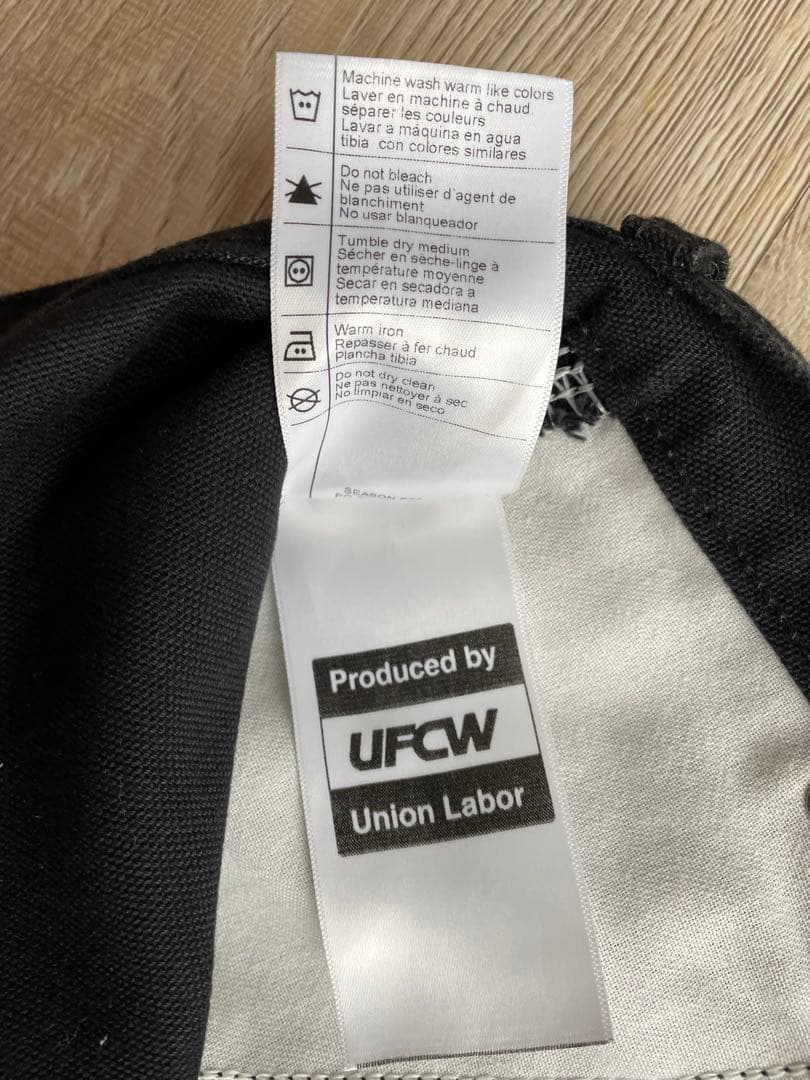 Machine wash warm like colors
Laver en machine à chaud.
séparer les couleurs
Lavar a máquina en agua
tibia con colores similares
Do not bleach
Ne pas utiliser d'agent de
blanchiment
No usar blanqueador
Tumble dry medium
Sécher en sèche-linge à
température moyenne
Secar en secadora a
temperatura mediana
Warm iron
Repasser à fer chaud
Plancha tibia
Do not dry clean
Ne pas nettoyer à sec
No limpiar en seco
SEASON
Produced by
UFCW
Union Labor